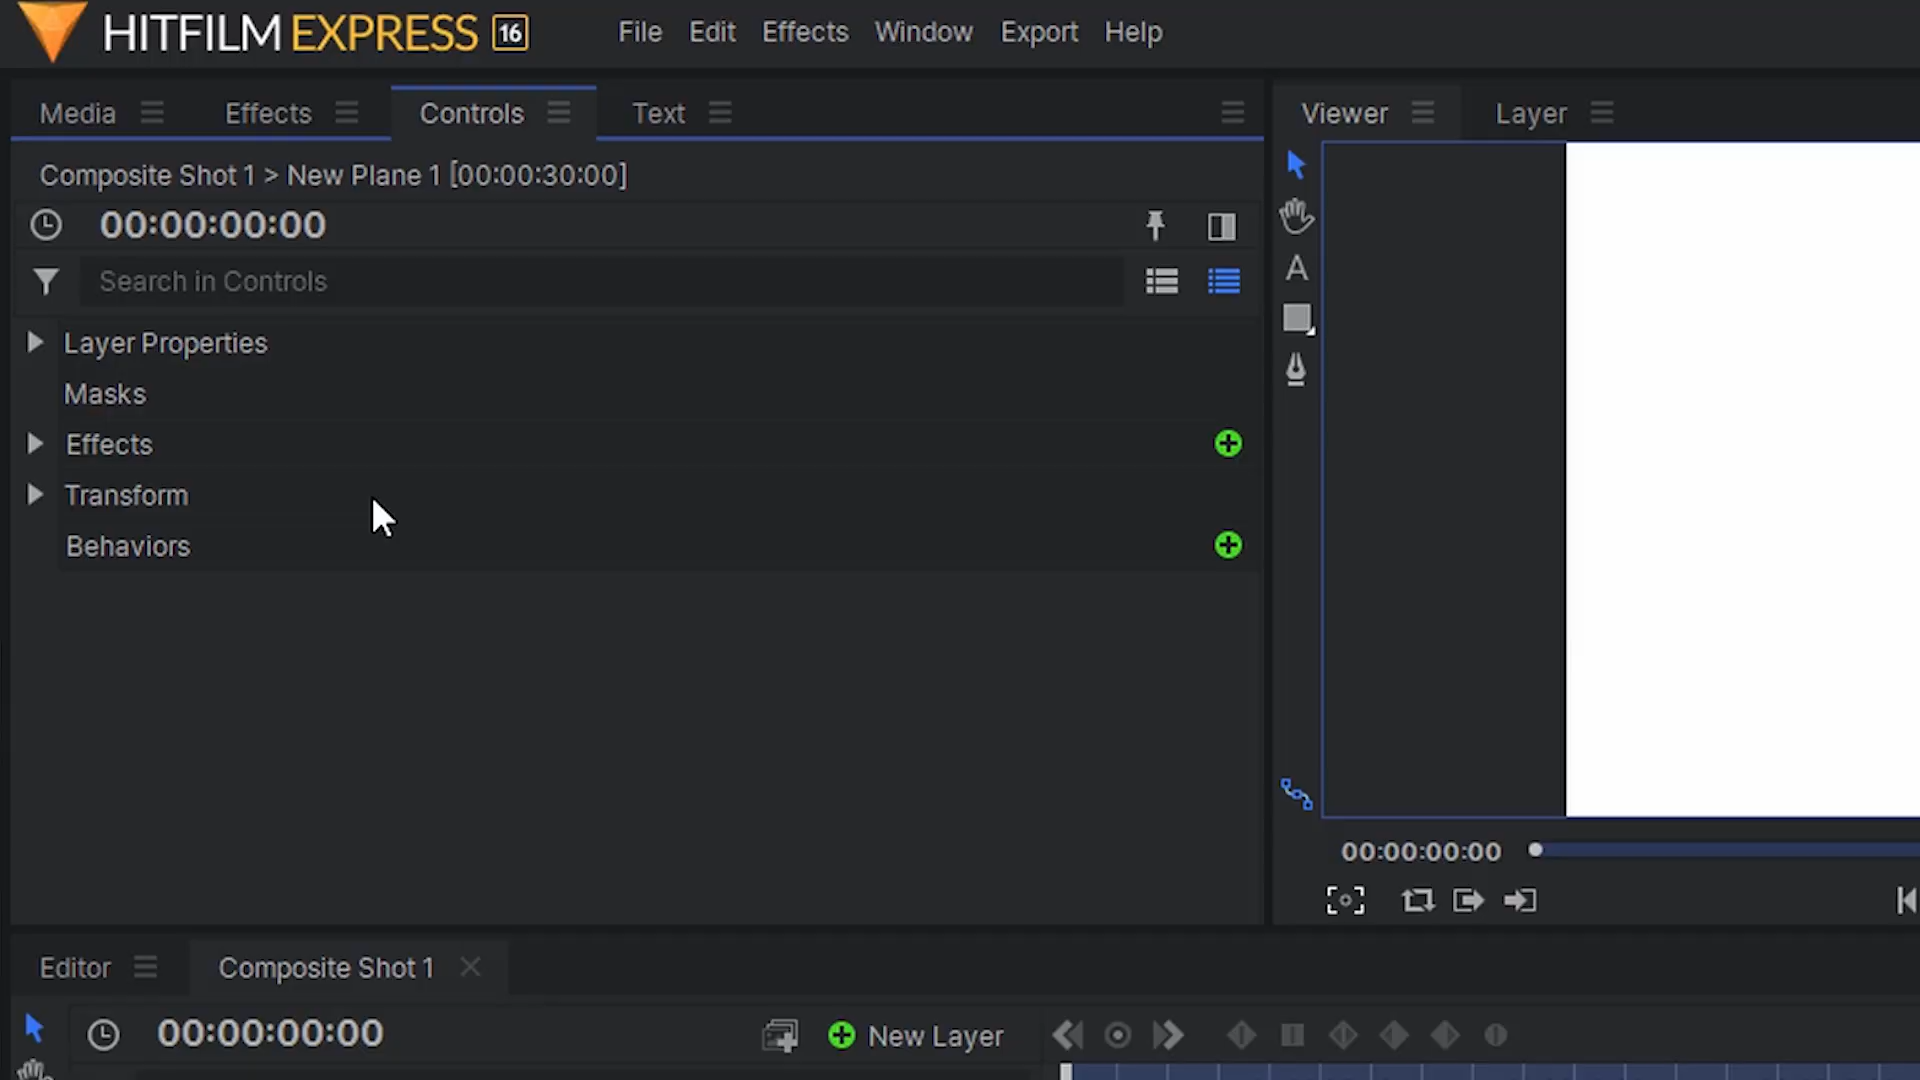 HITFILM EXPRESS 16 File Edit Effects Window Export Help
Media Effects Controls Text Viewer Layer
Composite Shot 1 > New Plane 1 [00:00:30:00]
00:00:00:00
Search in Controls
A
Layer Properties
Masks
Effects
Transform
Behaviors
00:00:00:00
Editor Composite Shot 1
00:00:00:00 New Layer